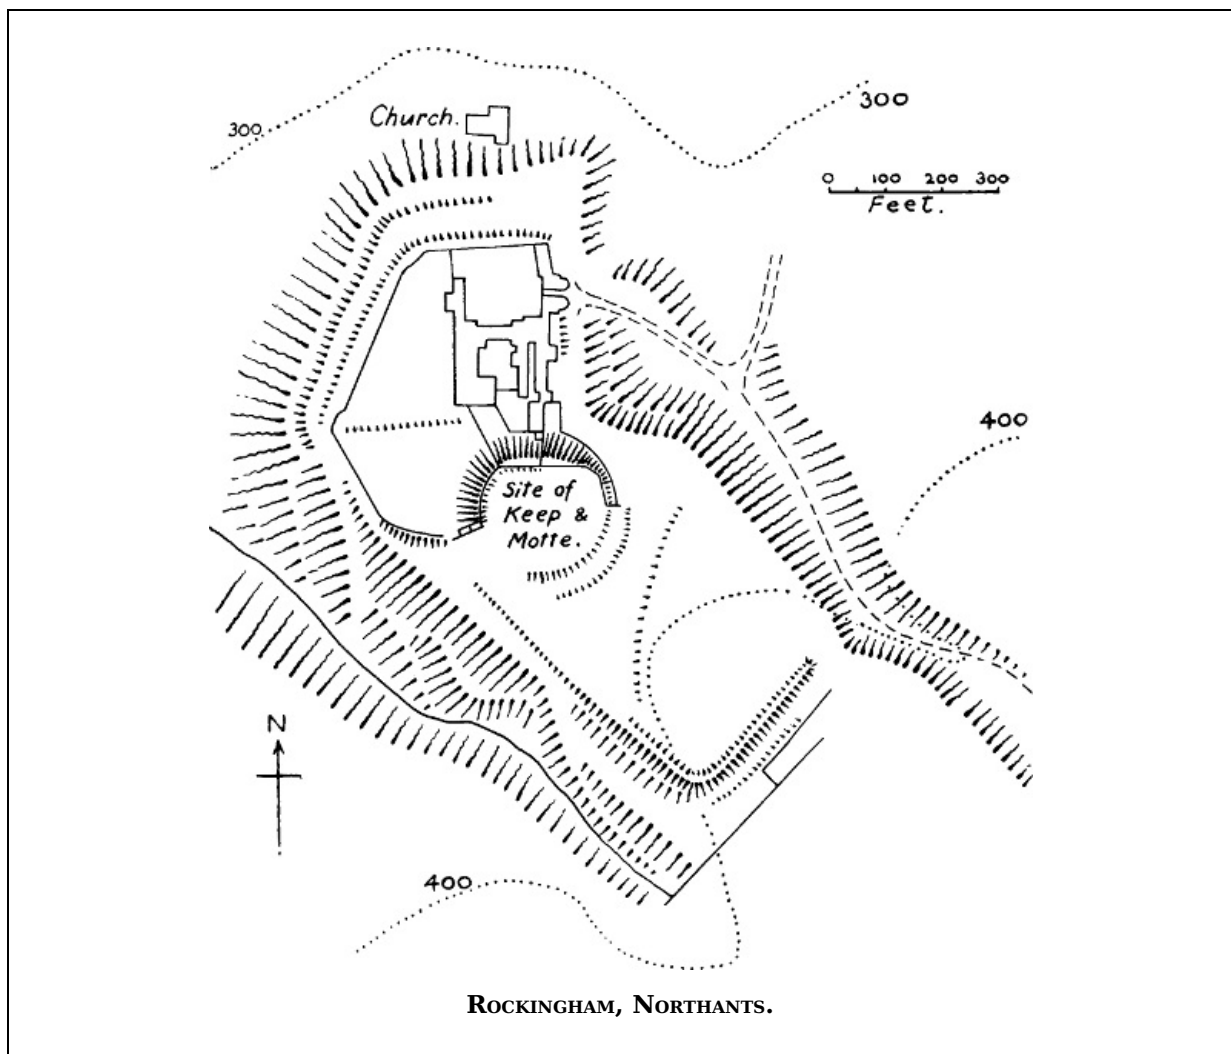 300
Church.
300
0 100 200 300
Feet.
400
Site of
Keep &
Motte.
N
400
Rockingham, Northants.